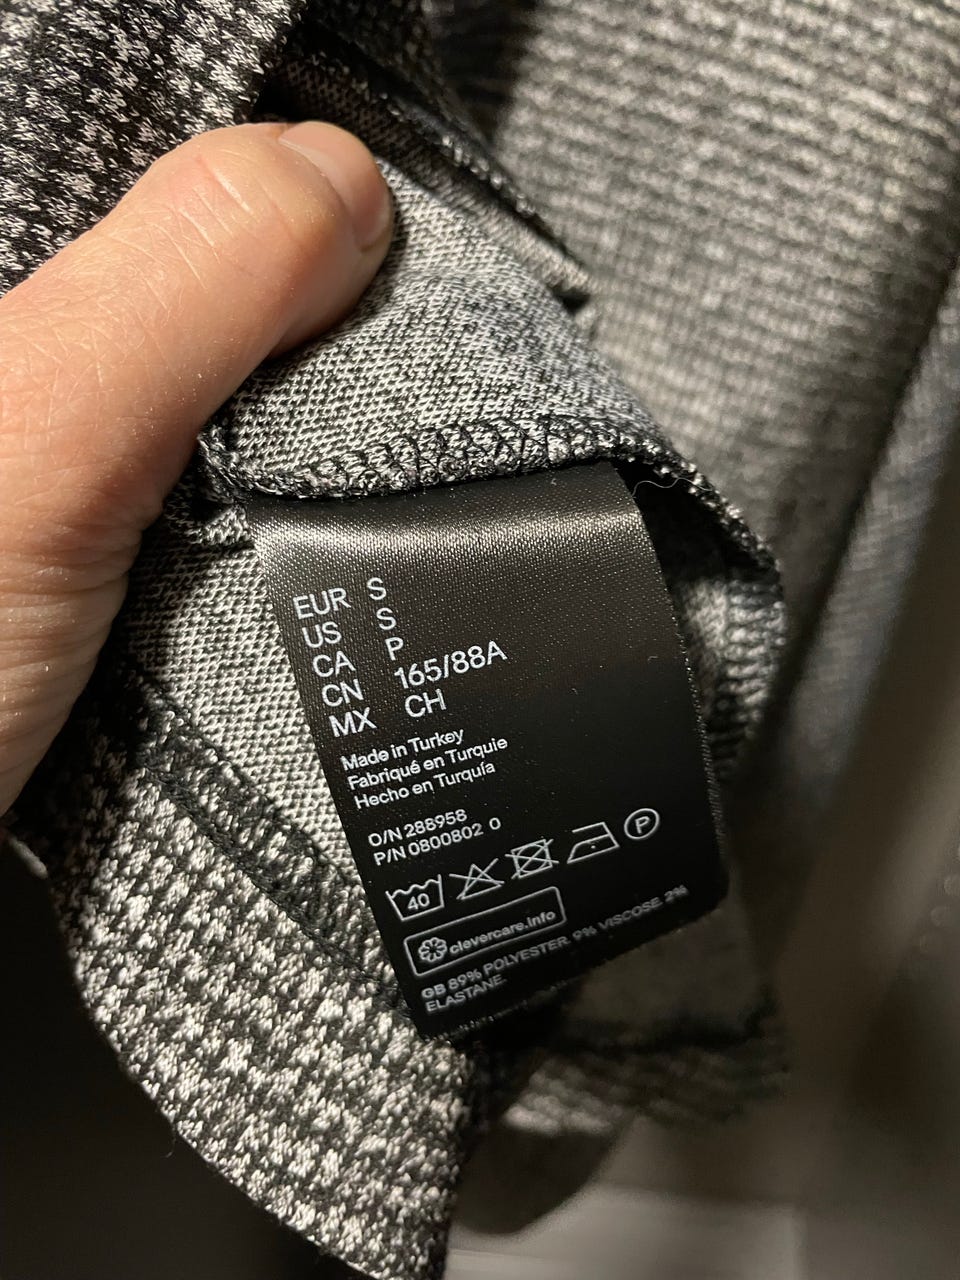 EUR S
US S
CA P
CN 165/88A
MX CH
Made in Turkey
Fabriqué en Turquie
Hecho en Turquía
O/N 288958
P/N 0800802 0
40
P
clevercare.info
GB 89% POLYESTER. 9% VISCOSE. 2%
ELASTANE.